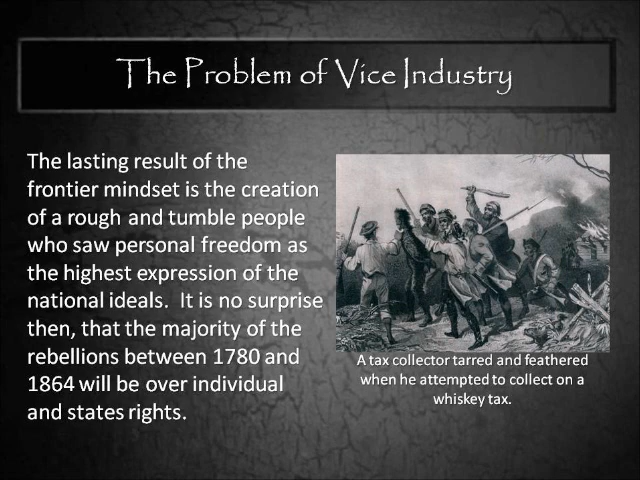 The Problem of Vice Industry
The lasting result of the
frontier mindset is the creation
of a rough and tumble people
who saw personal freedom as
the highest expression of the
national ideals.  It is no surprise
then, that the majority of the
rebellions between 1780 and
1864 will be over individual
and states rights.
A tax collector tarred and feathered
when he attempted to collect on a
whiskey tax.